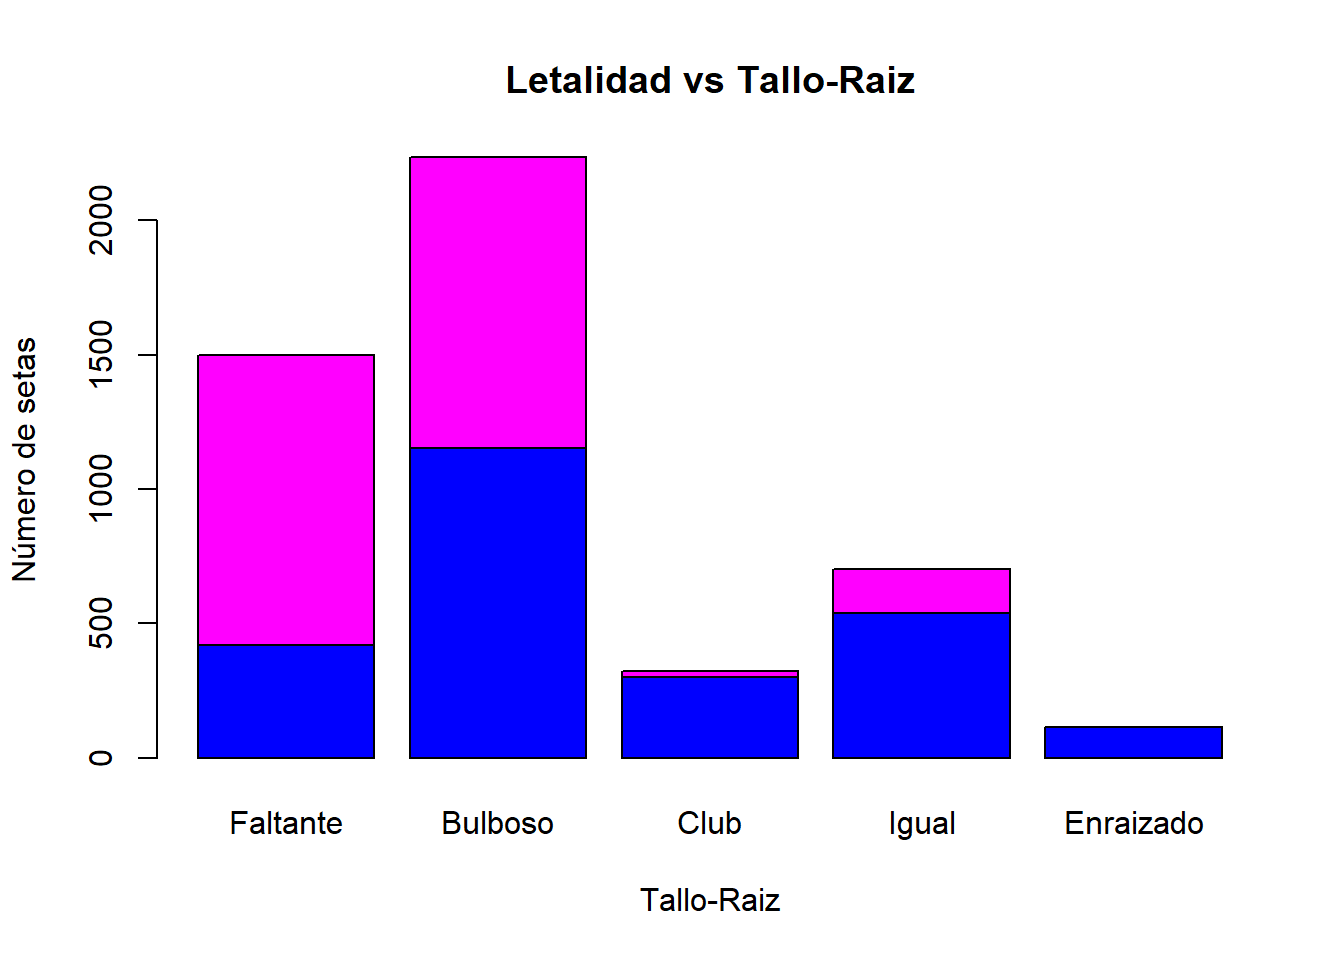 Letalidad vs Tallo-Raiz
Número de setas
2000
1500
1000
500
0
Faltante Bulboso Club Igual Enraizado
Tallo-Raiz